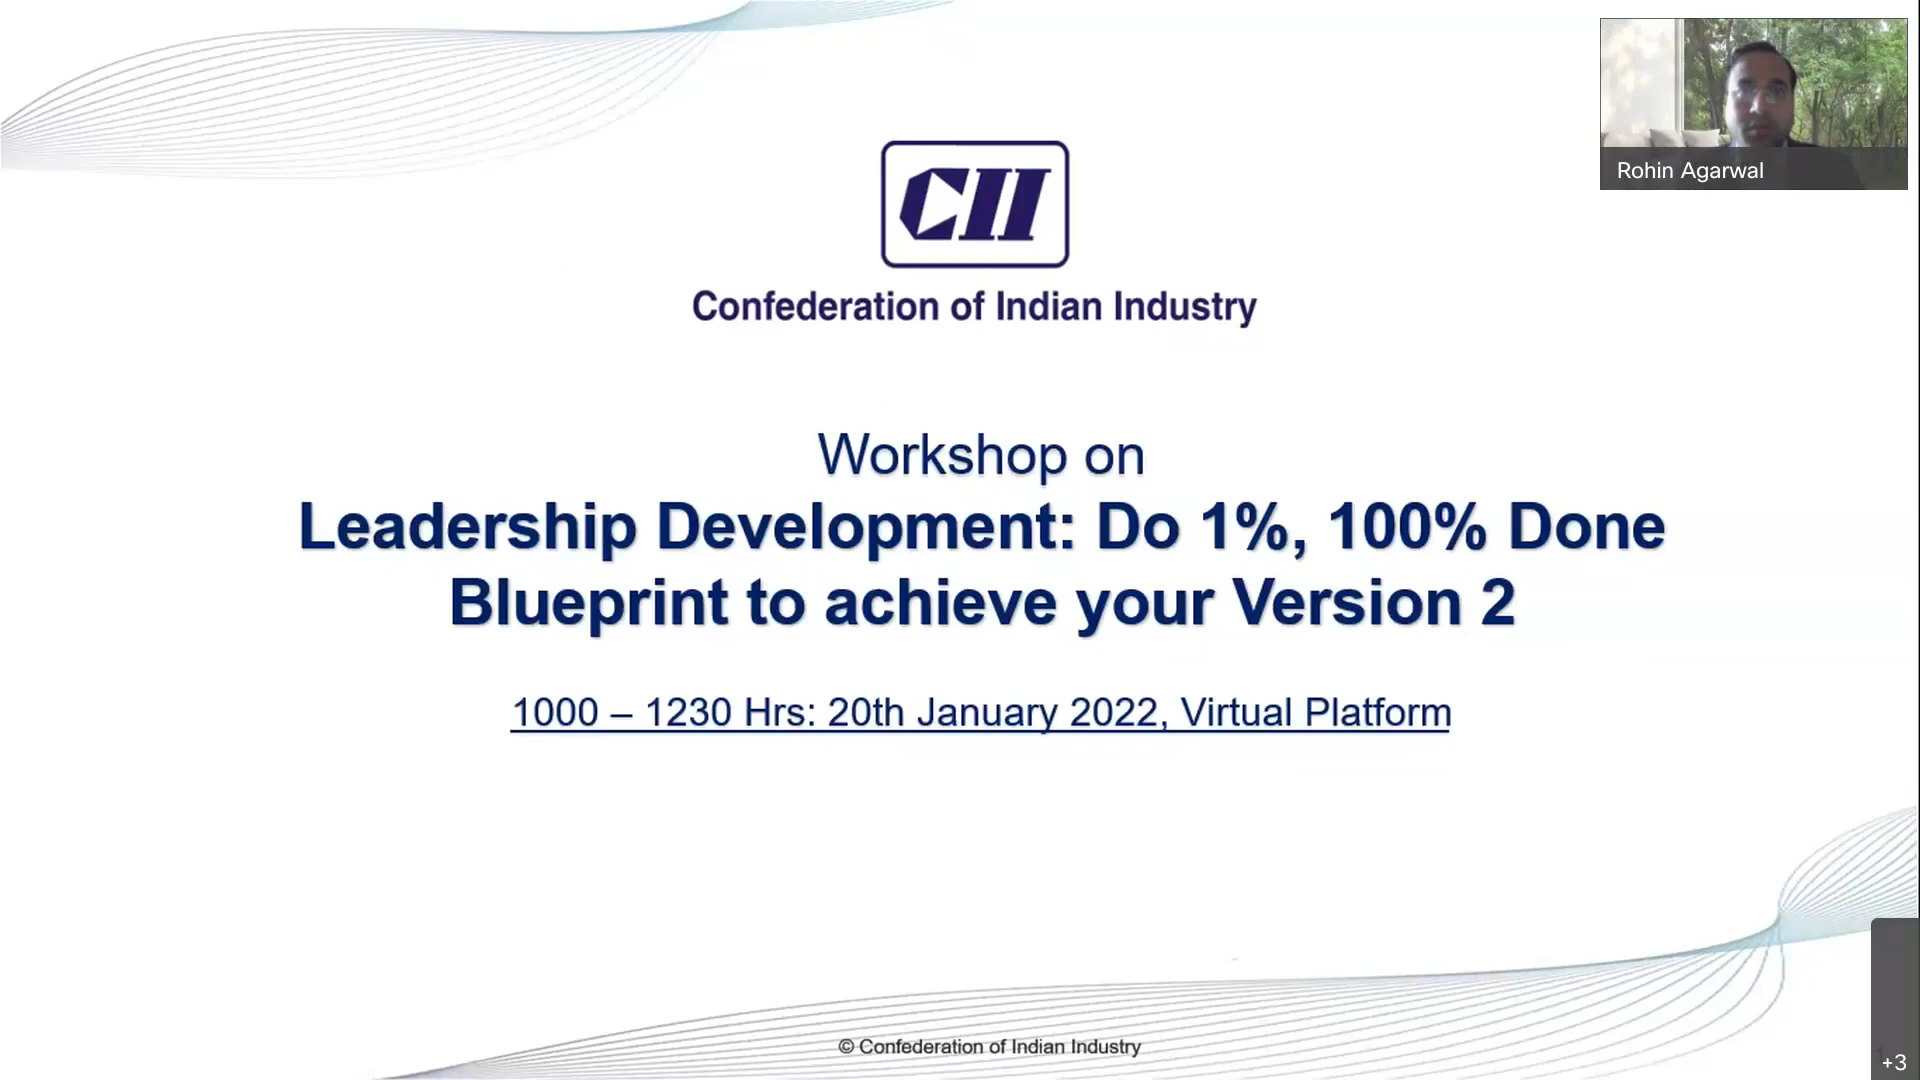 Rohin Agarwal
CII
Confederation of Indian Industry
Workshop on
Leadership Development: Do 1%, 100% Done
Blueprint to achieve your Version 2
1000 – 1230 Hrs: 20th January 2022, Virtual Platform
© Confederation of Indian Industry
+3